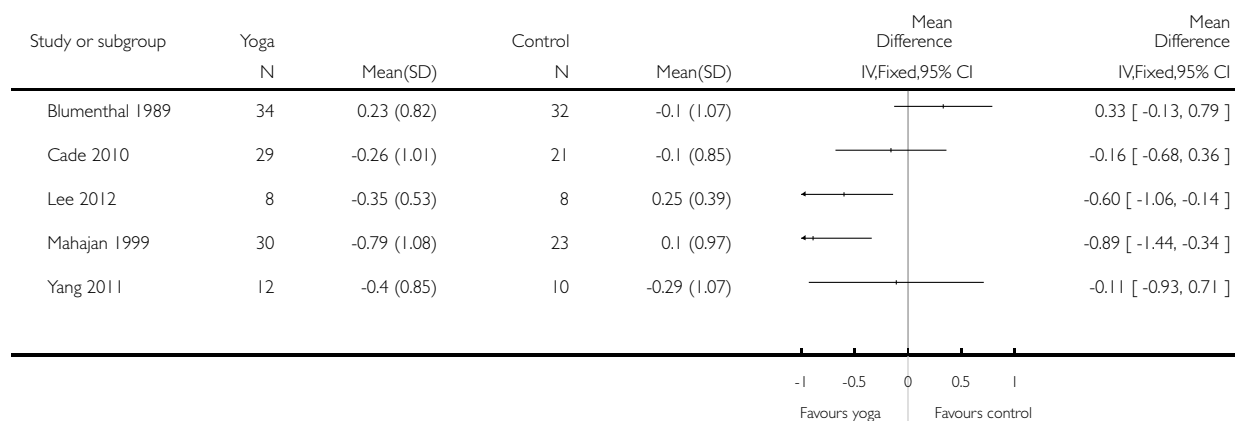 Study or subgroup Yoga Control Mean Difference Mean Difference
N Mean(SD) N Mean(SD) IV,Fixed,95% CI IV,Fixed,95% CI
Blumenthal 1989 34 0.23 (0.82) 32 -0.1 (1.07) 0.33 [ -0.13, 0.79 ]
Cade 2010 29 -0.26 (1.01) 21 -0.1 (0.85) -0.16 [ -0.68, 0.36 ]
Lee 2012 8 -0.35 (0.53) 8 0.25 (0.39) -0.60 [ -1.06, -0.14 ]
Mahajan 1999 30 -0.79 (1.08) 23 0.1 (0.97) -0.89 [ -1.44, -0.34 ]
Yang 2011 12 -0.4 (0.85) 10 -0.29 (1.07) -0.11 [ -0.93, 0.71 ]
-1 -0.5 0 0.5 1
Favours yoga Favours control